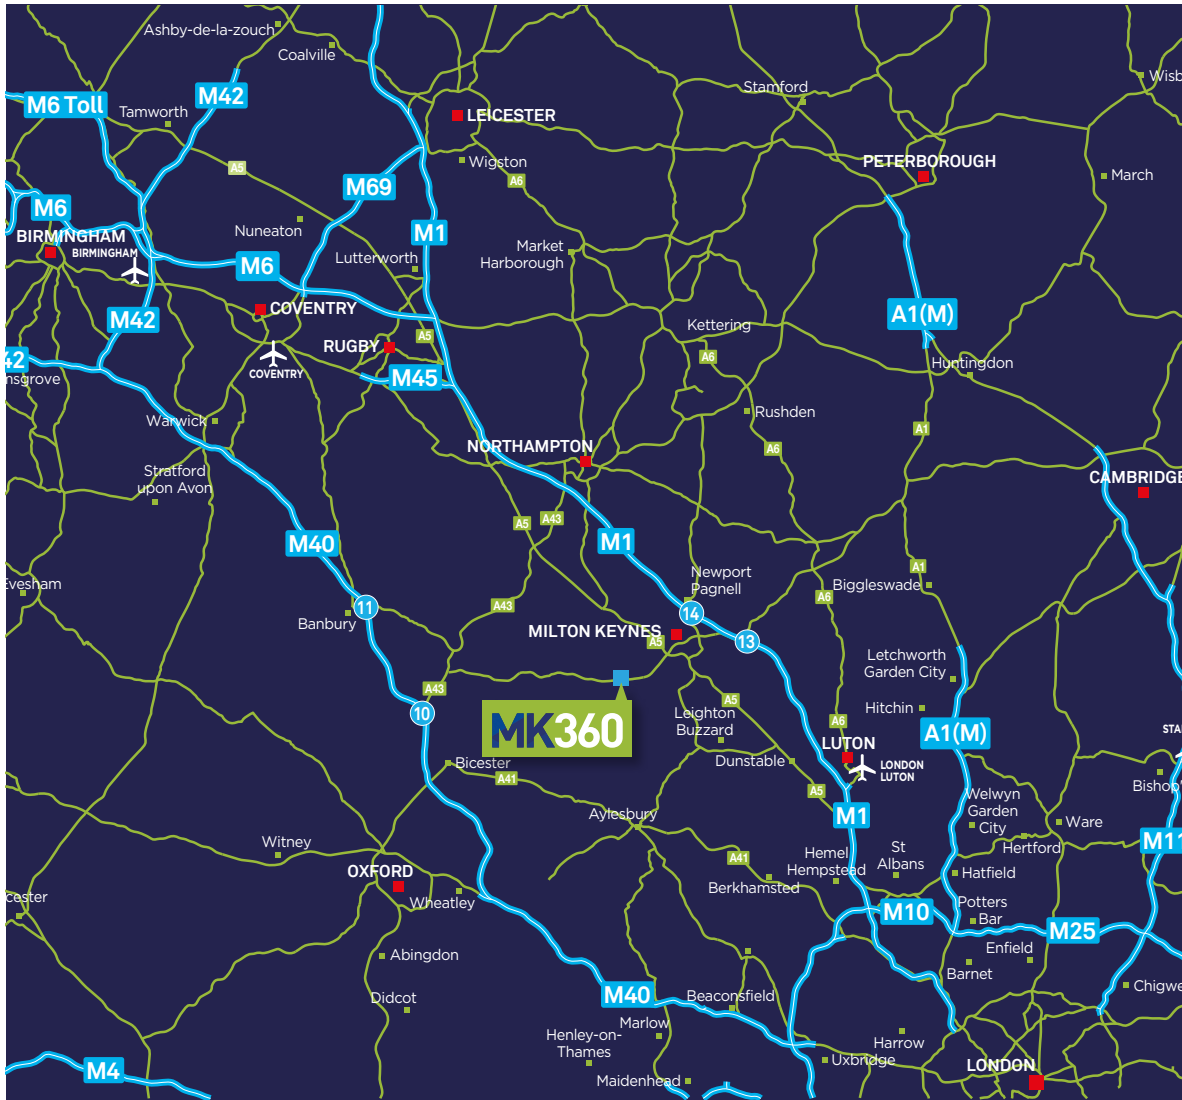 Ashby-de-la-zouch
Coalville
M42
M6 Toll
Tamworth
Stamford
LEICESTER
Wigston
PETERBOROUGH
March
A5
A6
M69
M6
Nuneaton
M1
BIRMINGHAM
BIRMINGHAM
Market
Harborough
Lutterworth
M6
COVENTRY
M42
A1(M)
Kettering
A5
RUGBY
A6
COVENTRY
M45
Huntingdon
42
Warwick
Rushden
A1
NORTHAMPTON
A6
Stratford
upon Avon
CAMBRIDGE
A5
A43
M40
M1
A1
Newport
Pagnell
Biggleswade
Evesham
A6
11
A43
Banbury
14
MILTON KEYNES
A5
13
Letchworth
Garden City
A43
A5
Hitchin
10
MK360
Leighton
Buzzard
A6
A1(M)
LUTON
LONDON
LUTON
Bicester
Dunstable
A41
A5
Welwyn
Garden
City
M1
Aylesbury
Ware
Witney
Hertford
M11
A41
Hemel
Hempstead
St
Albans
OXFORD
Berkhamsted
Hatfield
Wheatley
Potters
Bar
M10
M25
Abingdon
Enfield
Barnet
Didcot
M40
Beaconsfield
Marlow
Henley-on-
Thames
Harrow
Uxbridge
LONDON
M4
Maidenhead